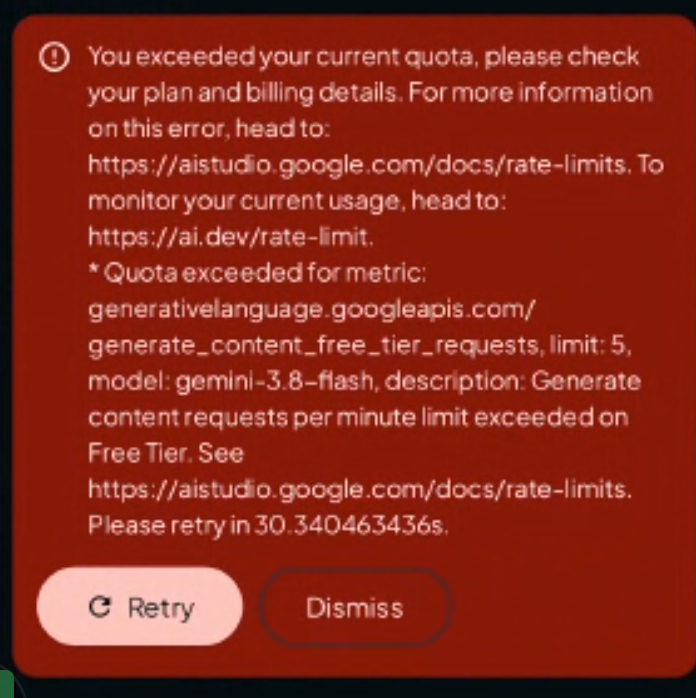 You exceeded your current quota, please check
your plan and billing details. For more information
on this error, head to:
https://aistudio.google.com/docs/rate-limits. To
monitor your current usage, head to:
https://ai.dev/rate-limit.
* Quota exceeded for metric:
generativelanguage.googleapis.com/
generate_content_free_tier_requests, limit: 5,
model: gemini-3.8-flash, description: Generate
content requests per minute limit exceeded on
Free Tier. See
https://aistudio.google.com/docs/rate-limits.
Please retry in 30.340463436s.
Retry
Dismiss